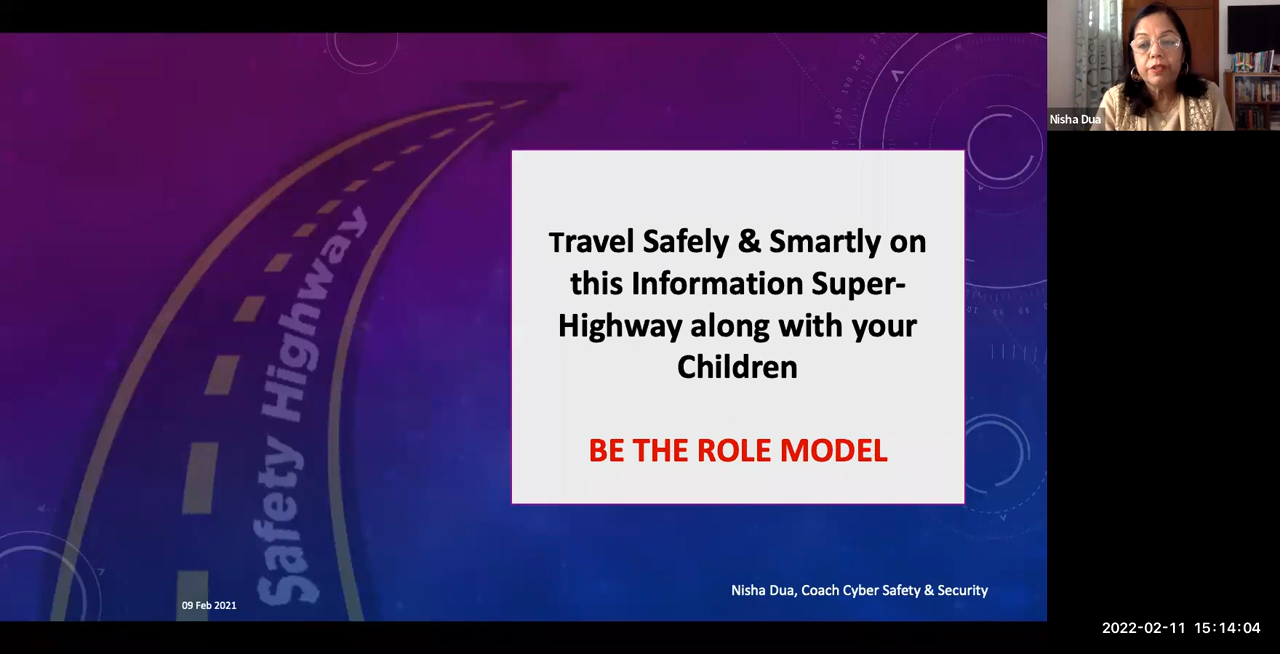 Nisha Dua
Safety Highway
Travel Safely & Smartly on
this Information Super-
Highway along with your
Children
BE THE ROLE MODEL
Nisha Dua, Coach Cyber Safety & Security
09 Feb 2021
2022-02-11 15:14:04